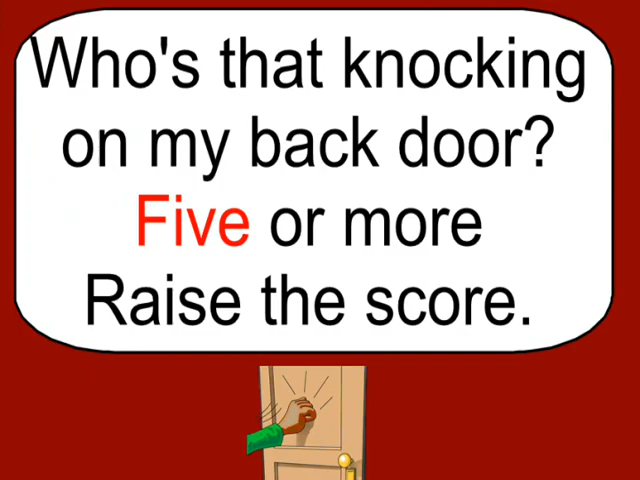 Who's that knocking
on my back door?
Five or more
Raise the score.